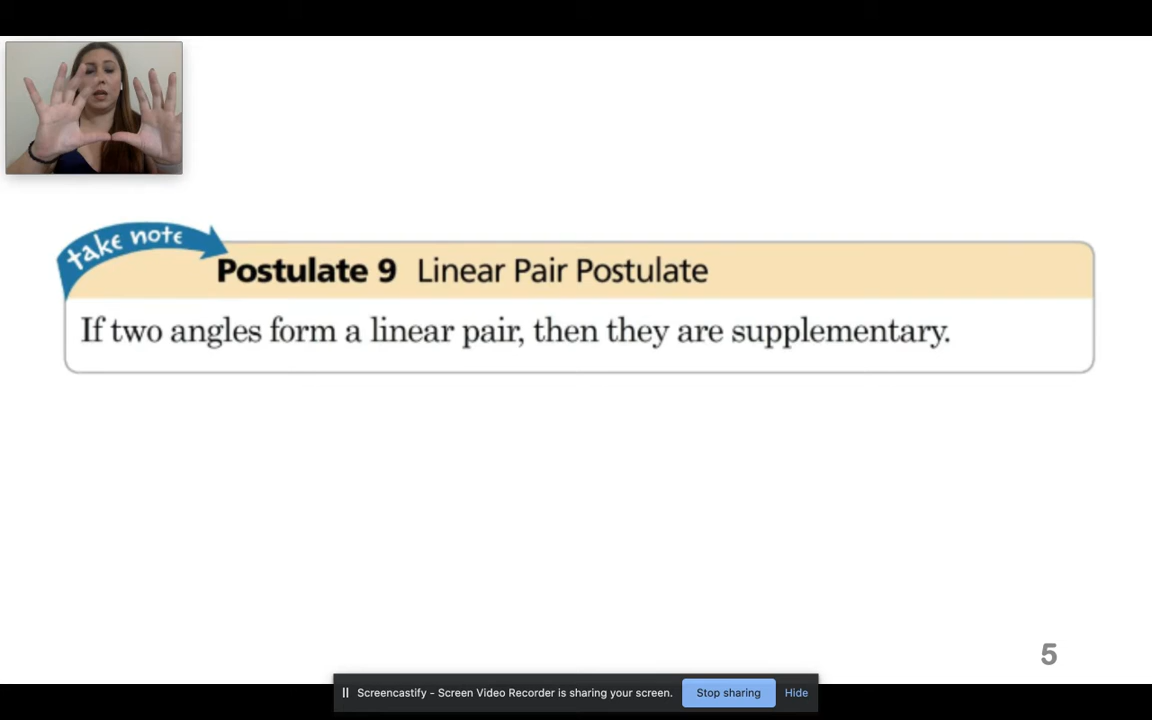 take note
Postulate 9 Linear Pair Postulate
If two angles form a linear pair, then they are supplementary.
5
Screencastify - Screen Video Recorder is sharing your screen. Stop sharing Hide